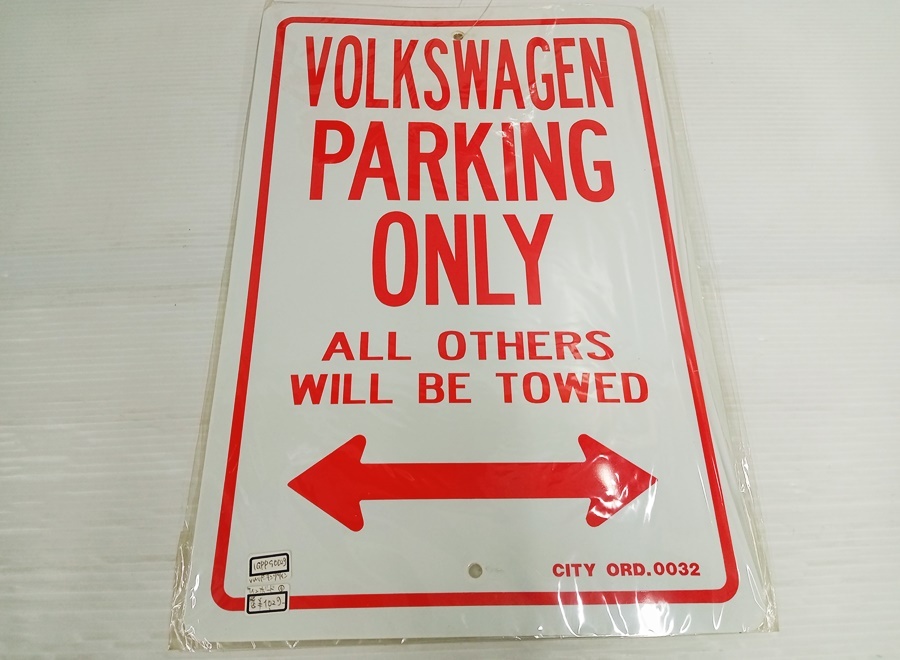 VOLKSWAGEN
PARKING
ONLY
ALL OTHERS
WILL BE TOWED
CITY ORD.0032